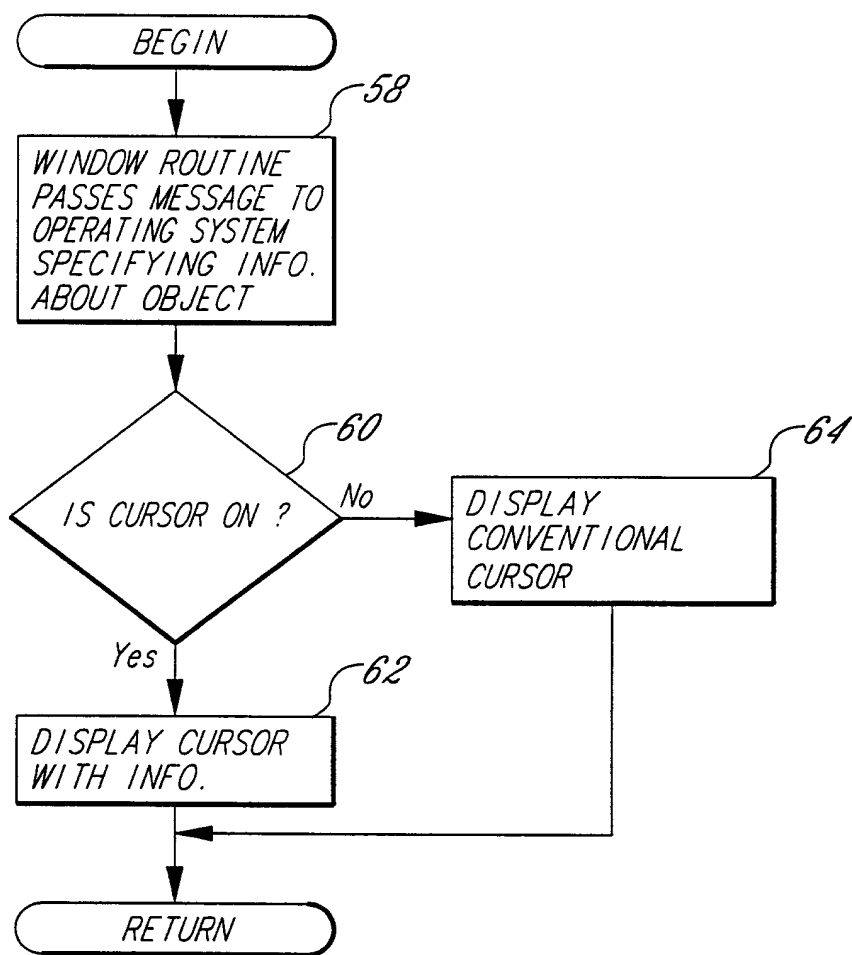 BEGIN
58
WINDOW ROUTINE
PASSES MESSAGE TO
OPERATING SYSTEM
SPECIFYING INFO.
ABOUT OBJECT
60
IS CURSOR ON ?
No
64
DISPLAY
CONVENTIONAL
CURSOR
Yes
62
DISPLAY CURSOR
WITH INFO.
RETURN